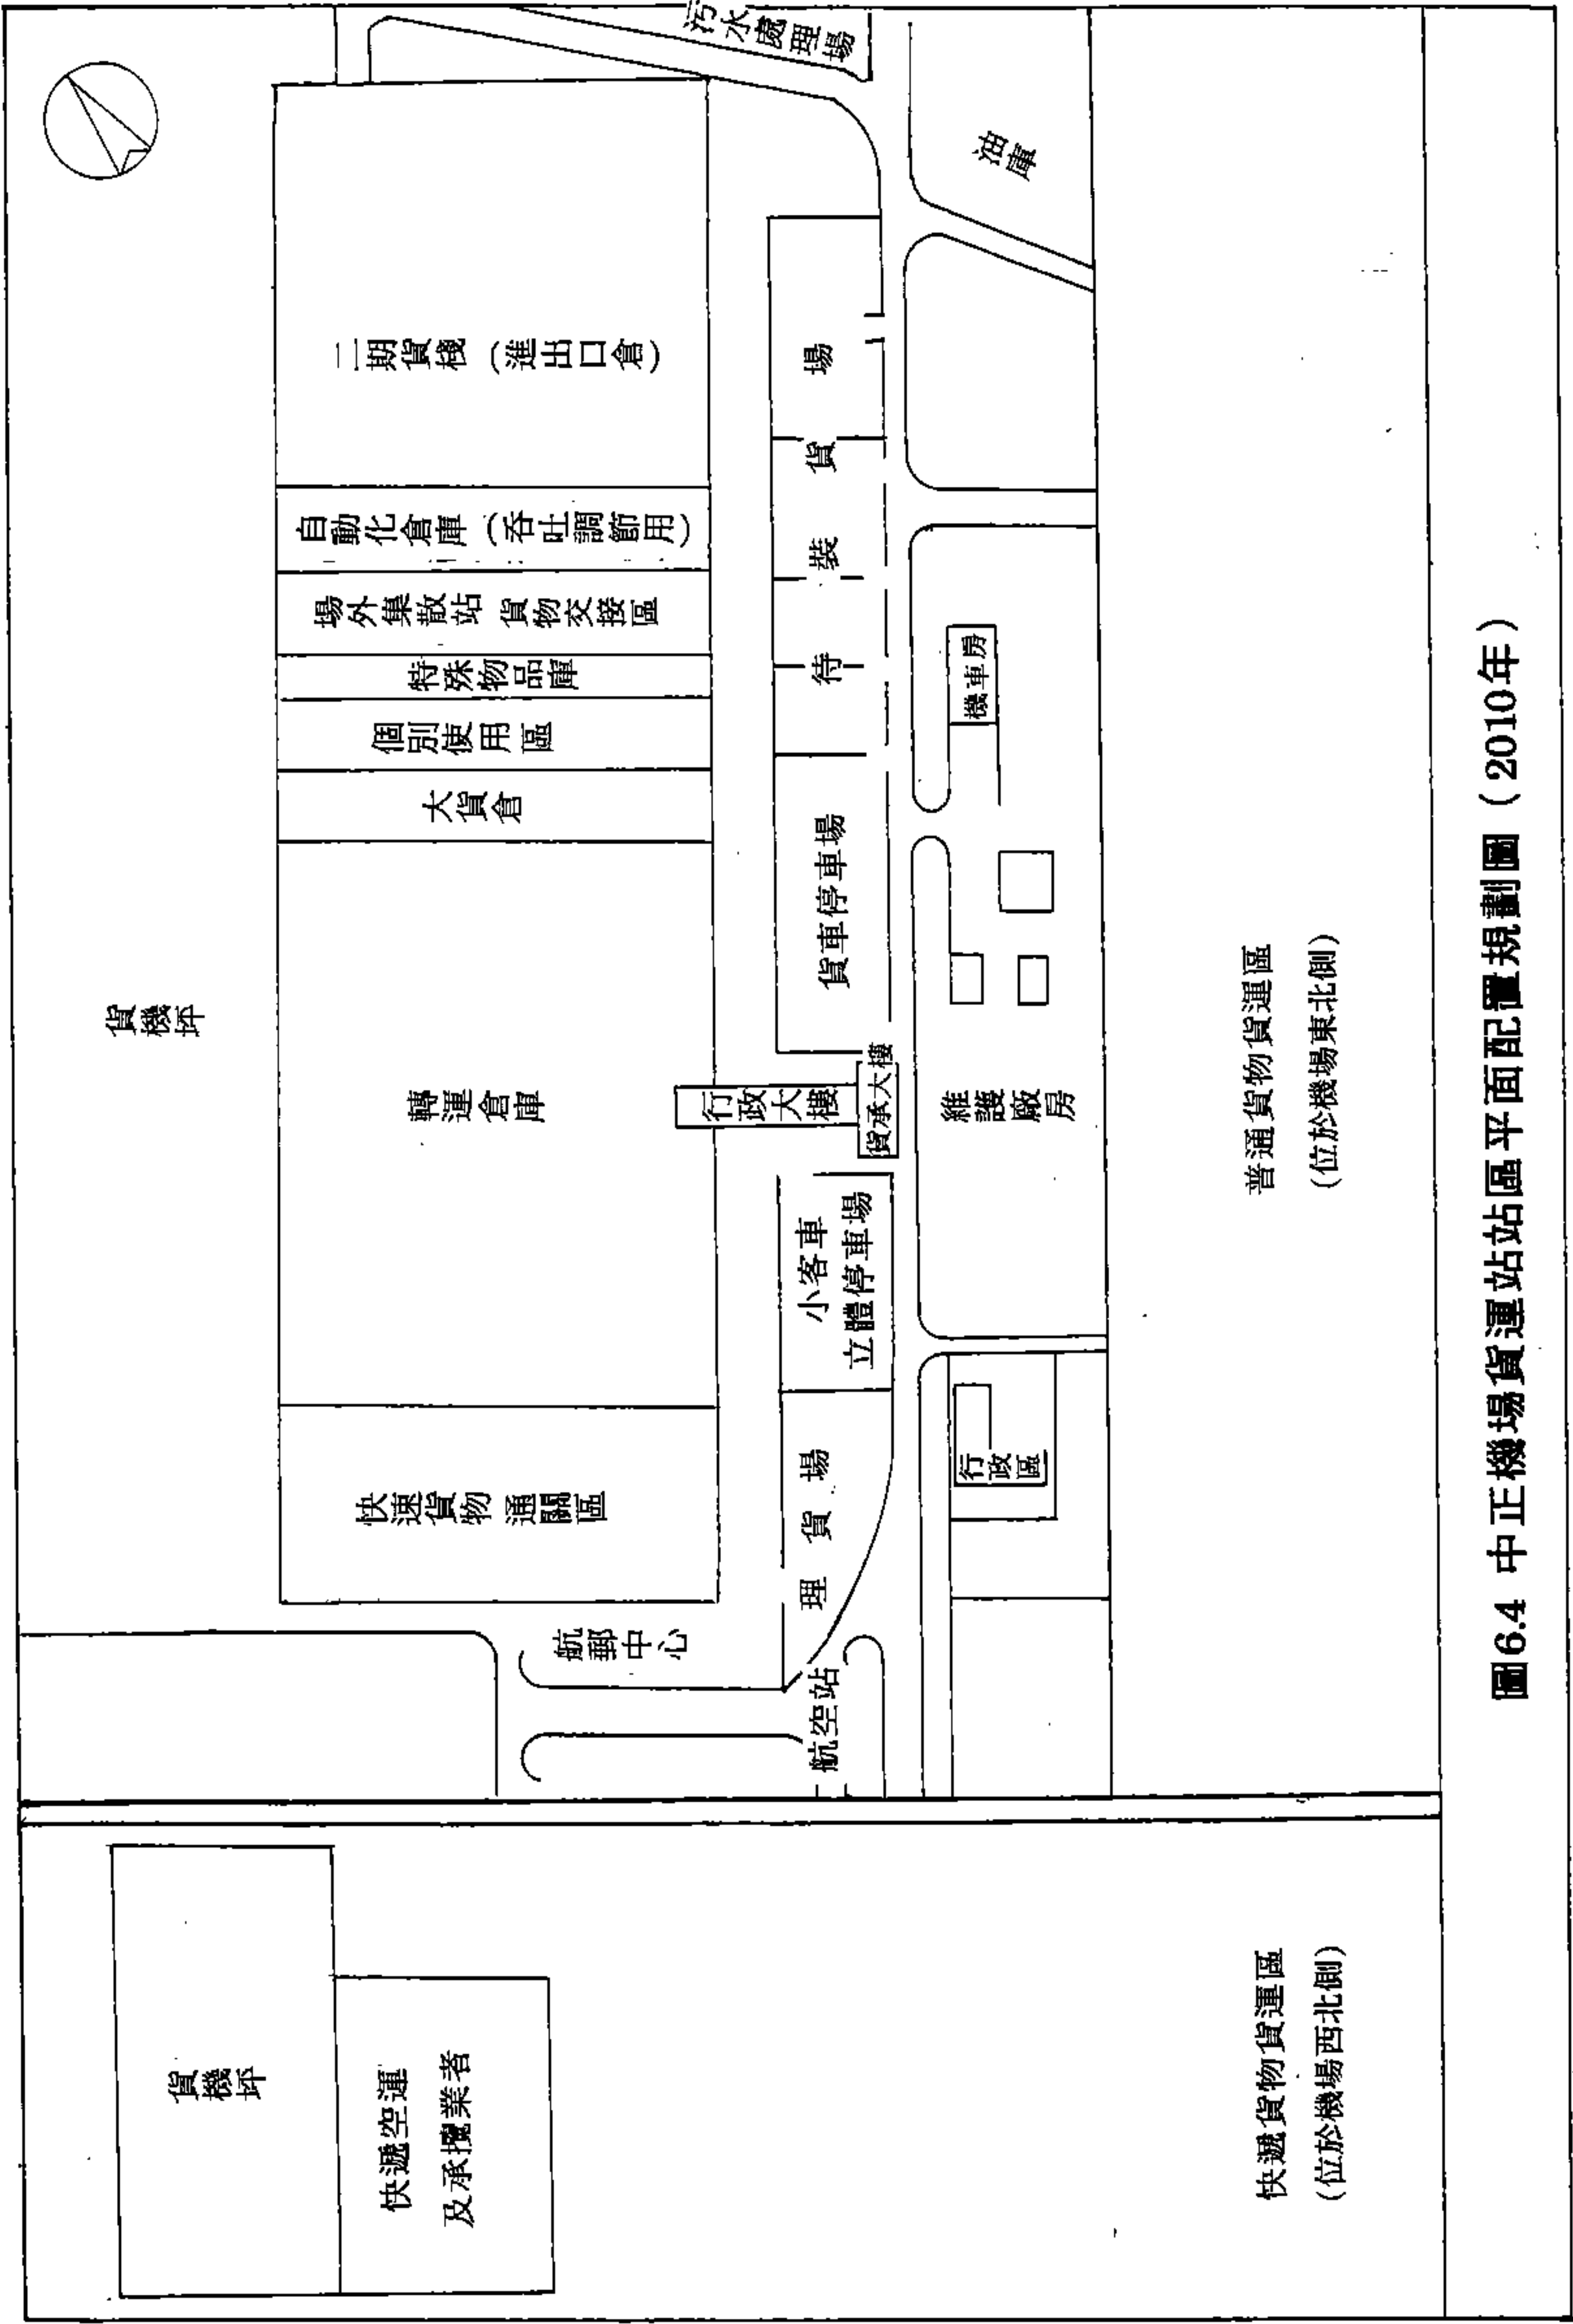 貨機坪
快遞空運
及承攬業者
快遞貨物貨運區
(位於機場西北側)
貨機坪
快速貨物 通關區
轉運倉庫
大貨倉
個別使用區
特殊物品庫
場外集散站 貨物交接區
自動化倉庫 (吞吐調節用)
二期貨棧 (進出口倉)
航郵中心
航空站
理貨場
小客車
立體停車場
行政大樓
貨承大樓
貨車停車場
待裝貨場
污水處理場
油庫
行政區
維護廠房
機車房
普通貨物貨運區
(位於機場東北側)
圖6.4 中正機場貨運站站區平面配置規劃圖 (2010年)